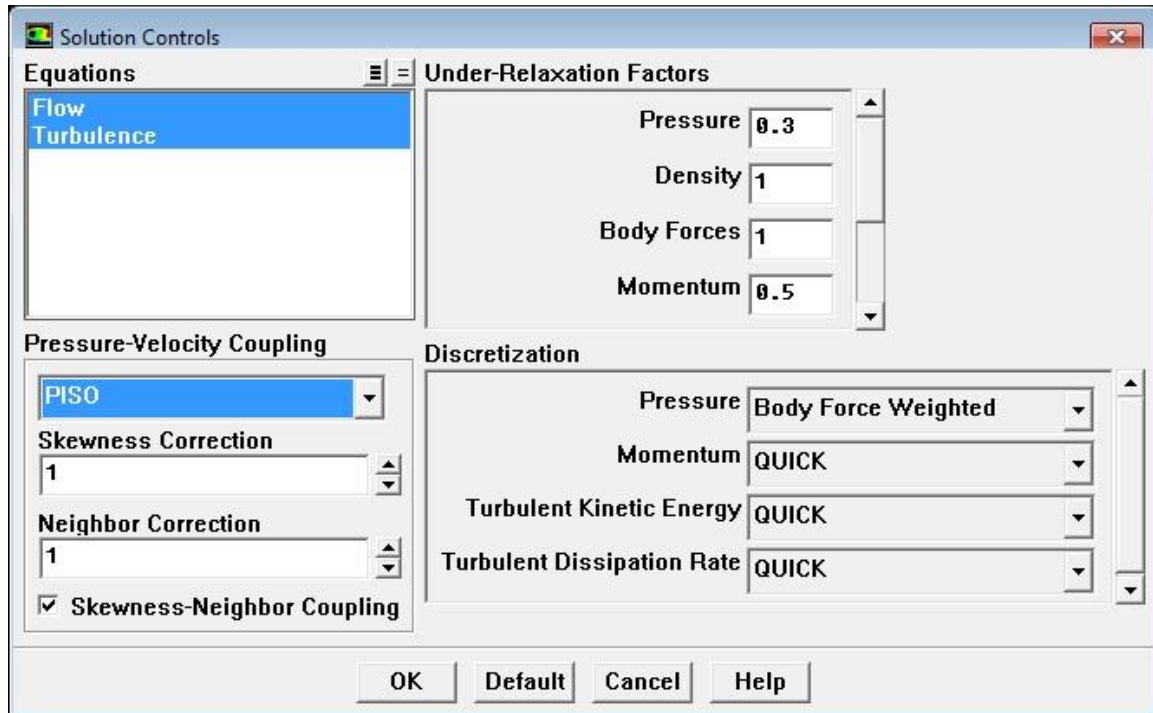 Solution Controls
Equations
Flow
Turbulence
Under-Relaxation Factors
Pressure 0.3
Density 1
Body Forces 1
Momentum 0.5
Pressure-Velocity Coupling
PISO
Skewness Correction
1
Neighbor Correction
1
Skewness-Neighbor Coupling
Discretization
Pressure Body Force Weighted
Momentum QUICK
Turbulent Kinetic Energy QUICK
Turbulent Dissipation Rate QUICK
OK Default Cancel Help